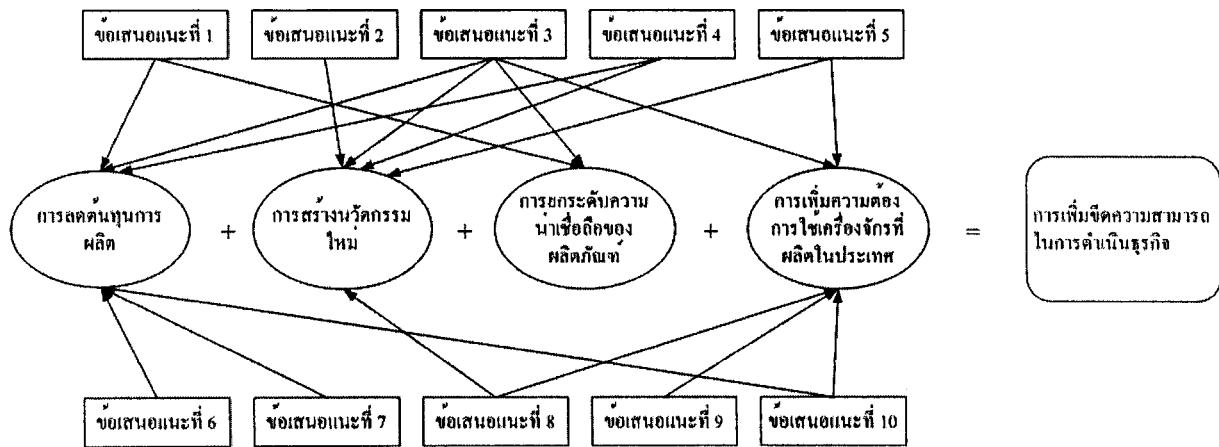 ข้อเสนอแนะที่ 1
ข้อเสนอแนะที่ 2
ข้อเสนอแนะที่ 3
ข้อเสนอแนะที่ 4
ข้อเสนอแนะที่ 5
การลดต้นทุนการ
ผลิต
+
การสร้างนวัตกรรม
ใหม่
+
การยกระดับความ
น่าเชื่อถือของ
ผลิตภัณฑ์
+
การเพิ่มความต้อง
การใช้เครื่องจักรที่
ผลิตในประเทศ
=
การเพิ่มขีดความสามารถ
ในการดำเนินธุรกิจ
ข้อเสนอแนะที่ 6
ข้อเสนอแนะที่ 7
ข้อเสนอแนะที่ 8
ข้อเสนอแนะที่ 9
ข้อเสนอแนะที่ 10